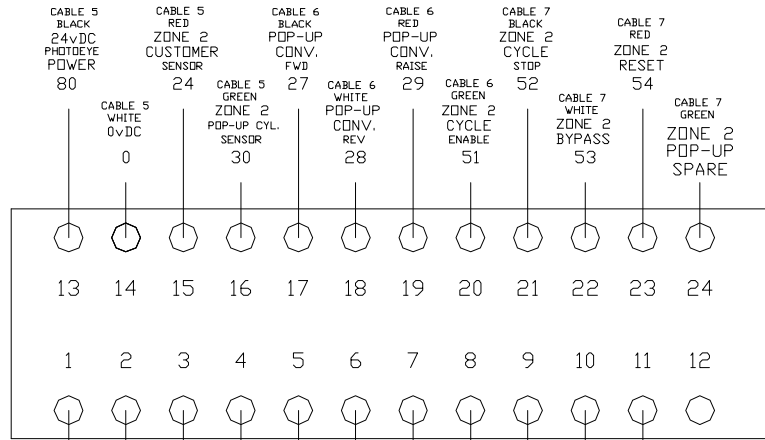 CABLE 5
BLACK
24vDC
PHOTOEYE
POWER
80
CABLE 5
WHITE
0vDC
0
CABLE 5
RED
ZONE 2
CUSTOMER
SENSOR
24
CABLE 5
GREEN
ZONE 2
POP-UP CYL.
SENSOR
30
CABLE 6
BLACK
POP-UP
CONV.
FWD
27
CABLE 6
WHITE
POP-UP
CONV.
REV
28
CABLE 6
RED
POP-UP
CONV.
RAISE
29
CABLE 6
GREEN
ZONE 2
CYCLE
ENABLE
51
CABLE 7
BLACK
ZONE 2
CYCLE
STOP
52
CABLE 7
WHITE
ZONE 2
BYPASS
53
CABLE 7
RED
ZONE 2
RESET
54
CABLE 7
GREEN
ZONE 2
POP-UP
SPARE
13 14 15 16 17 18 19 20 21 22 23 24
1 2 3 4 5 6 7 8 9 10 11 12